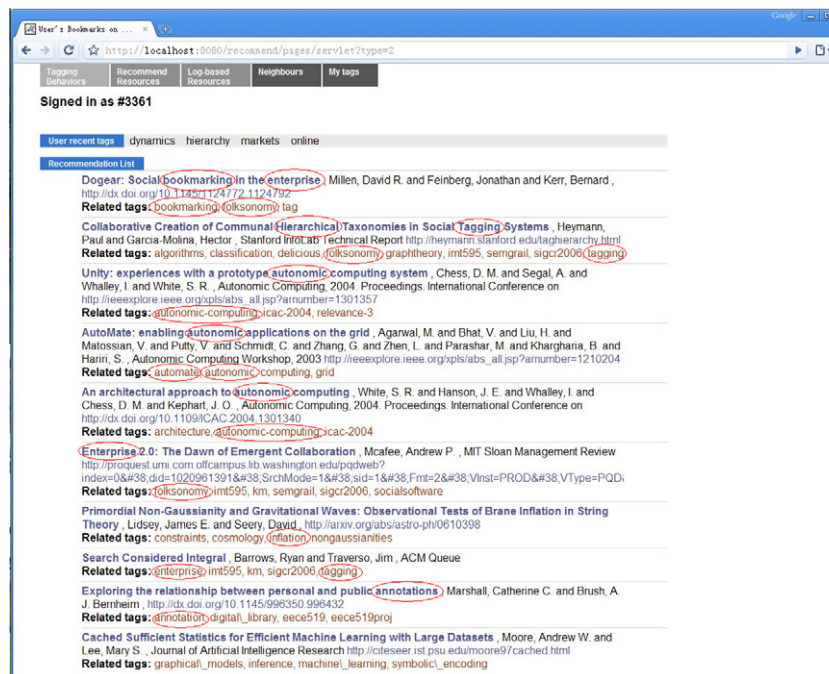 Google
User's Bookmarks on ...
http://localhost:8080/recommend/pages/servlet?type=2
Tagging Behaviors Recommend Resources Log-based Resources Neighbours My tags
Signed in as #3361
User recent tags dynamics hierarchy markets online
Recommendation List
Dogear: Social bookmarking in the enterprise , Millen, David R. and Feinberg, Jonathan and Kerr, Bernard ,
http://dx.doi.org/10.1145/1124772.1124792
Related tags: bookmarking, folksonomy, tag
Collaborative Creation of Communal Hierarchical Taxonomies in Social Tagging Systems , Heymann,
Paul and Garcia-Molina, Hector , Stanford InfoLab Technical Report http://heymann.stanford.edu/taghierarchy.html
Related tags: algorithms, classification, delicious, folksonomy, graphtheory, imt595, semgrail, sigcr2006, tagging
Unity: experiences with a prototype autonomic computing system , Chess, D. M. and Segal, A. and
Whalley, I. and White, S. R. , Autonomic Computing, 2004. Proceedings. International Conference on
http://ieeexplore.ieee.org/xpls/abs_all.jsp?arnumber=1301357
Related tags: autonomic-computing, icac-2004, relevance-3
AutoMate: enabling autonomic applications on the grid , Agarwal, M. and Bhat, V. and Liu, H. and
Matossian, V. and Putty, V. and Schmidt, C. and Zhang, G. and Zhen, L. and Parashar, M. and Khargharia, B. and
Hariri, S. , Autonomic Computing Workshop, 2003 http://ieeexplore.ieee.org/xpls/abs_all.jsp?arnumber=1210204
Related tags: automate, autonomic, computing, grid
An architectural approach to autonomic computing , White, S. R. and Hanson, J. E. and Whalley, I. and
Chess, D. M. and Kephart, J. O. , Autonomic Computing, 2004. Proceedings. International Conference on
http://dx.doi.org/10.1109/ICAC.2004.1301340
Related tags: architecture, autonomic-computing, icac-2004
Enterprise 2.0: The Dawn of Emergent Collaboration , Mcafee, Andrew P. , MIT Sloan Management Review
http://proquest.umi.com.offcampus.lib.washington.edu/pqdweb?
index=0&#38;did=1020961391&#38;SrchMode=1&#38;sid=1&#38;Fmt=2&#38;VInst=PROD&#38;VType=PQD&
Related tags: folksonomy, imt595, km, semgrail, sigcr2006, socialsoftware
Primordial Non-Gaussianity and Gravitational Waves: Observational Tests of Brane Inflation in String
Theory , Lidsey, James E. and Seery, David , http://arxiv.org/abs/astro-ph/0610398
Related tags: constraints, cosmology, inflation, nongaussianities
Search Considered Integral , Barrows, Ryan and Traverso, Jim , ACM Queue
Related tags: enterprise, imt595, km, sigcr2006, tagging
Exploring the relationship between personal and public annotations , Marshall, Catherine C. and Brush, A.
J. Bernheim , http://dx.doi.org/10.1145/996350.996432
Related tags: annotation, digital\_library, eece519, eece519proj
Cached Sufficient Statistics for Efficient Machine Learning with Large Datasets , Moore, Andrew W. and
Lee, Mary S. , Journal of Artificial Intelligence Research http://citeseer.ist.psu.edu/moore97cached.html
Related tags: graphical\_models, inference, machine\_learning, symbolic\_encoding